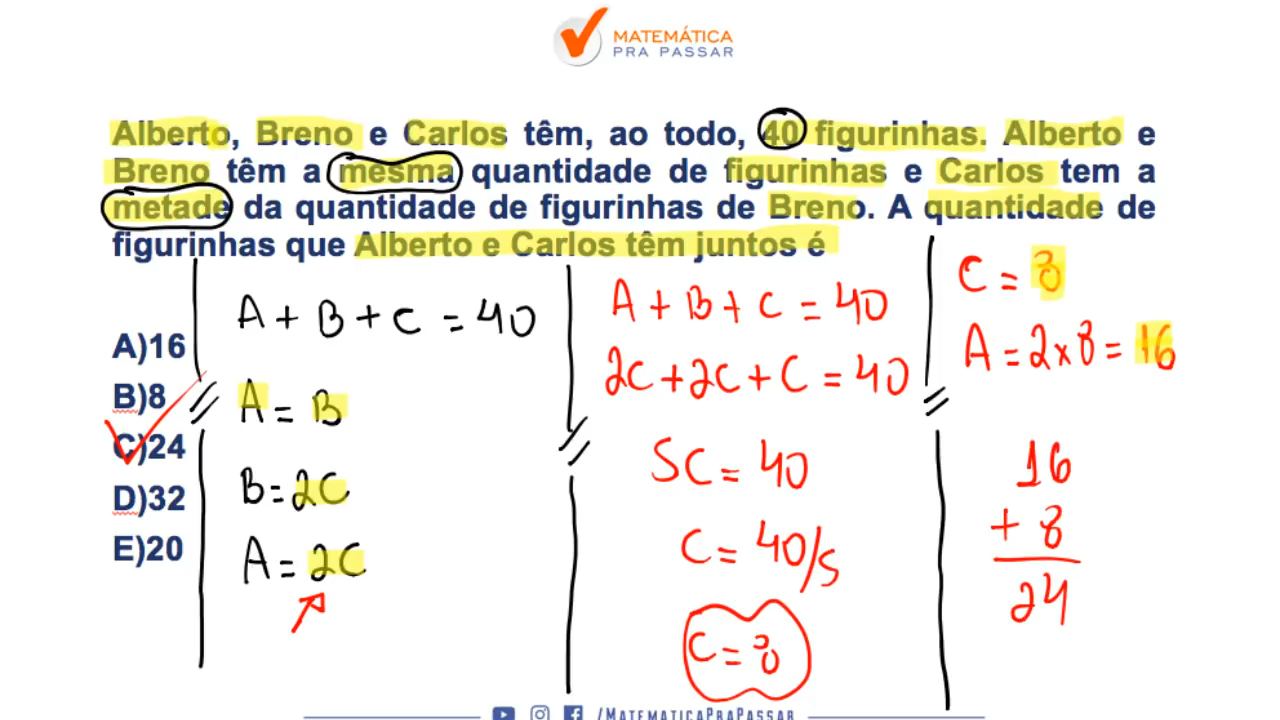 MATEMÁTICA
PRA PASSAR
Alberto, Breno e Carlos têm, ao todo, 40 figurinhas. Alberto e
Breno têm a mesma quantidade de figurinhas e Carlos tem a
metade da quantidade de figurinhas de Breno. A quantidade de
figurinhas que Alberto e Carlos têm juntos é
A)16
B)8
C)24
D)32
E)20
A + B + C = 40
A = B
B = 2C
A = 2C
A + B + C = 40
2C + 2C + C = 40
5C = 40
C = 40/5
C = 8
C = 8
A = 2 x 8 = 16
16
+ 8
24
/MATEMATICAPRAPASSAR